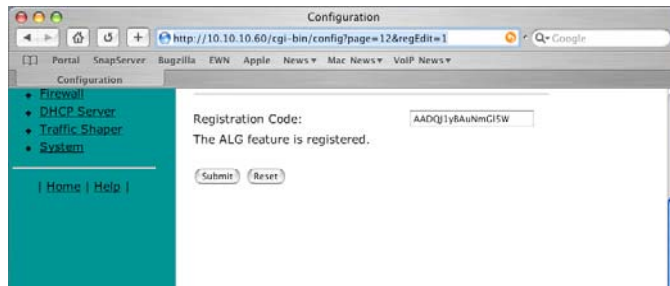 Configuration
http://10.10.10.60/cgi-bin/config?page=12&regEdit=1
Q- Google
Portal SnapServer Bugzilla EWN Apple News Mac News VoIP News
Configuration
Firewall
DHCP Server
Traffic Shaper
System
| Home | Help |
Registration Code:
The ALG feature is registered.
Submit Reset